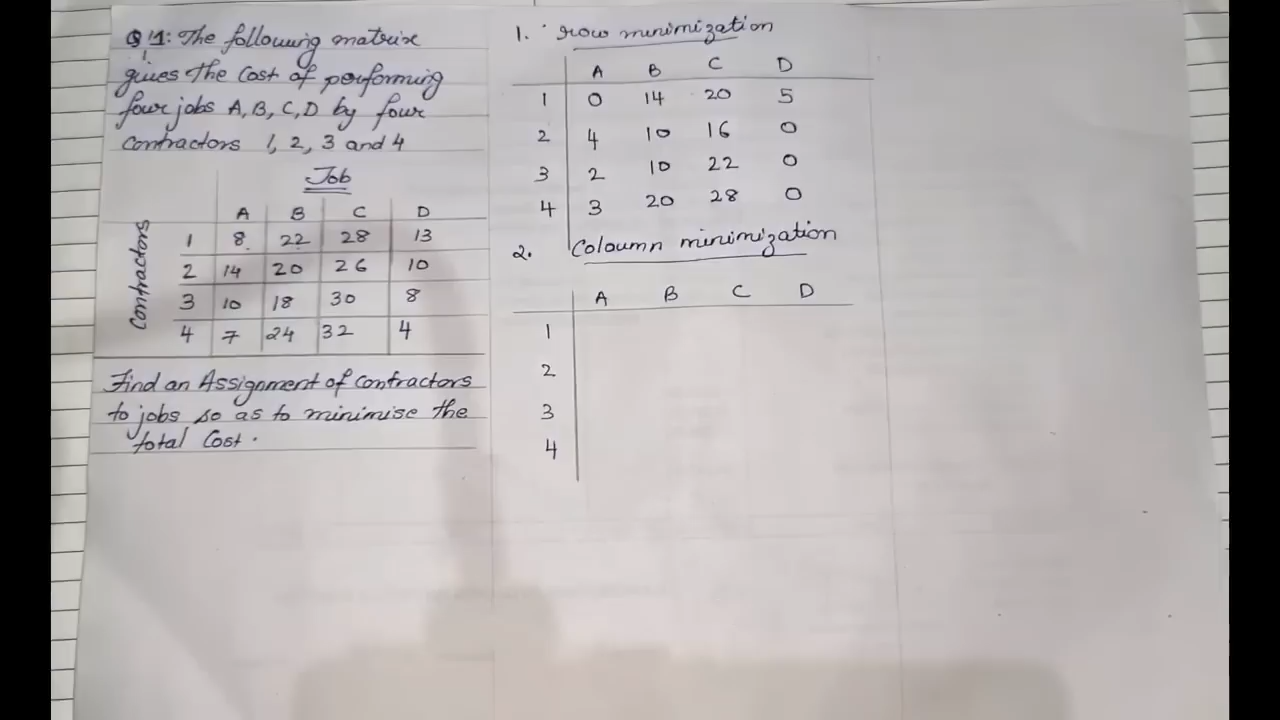 Q 1: The following matrix
gives the Cost of performing
four jobs A, B, C, D by four
Contractors 1, 2, 3 and 4
Job
A B C D
Contractors
1 8 22 28 13
2 14 20 26 10
3 10 18 30 8
4 7 24 32 4
Find an Assignment of Contractors
to jobs so as to minimise the
total Cost.
1. row minimization
A B C D
1 0 14 20 5
2 4 10 16 0
3 2 10 22 0
4 3 20 28 0
2. Coloumn minimization
A B C D
1
2
3
4